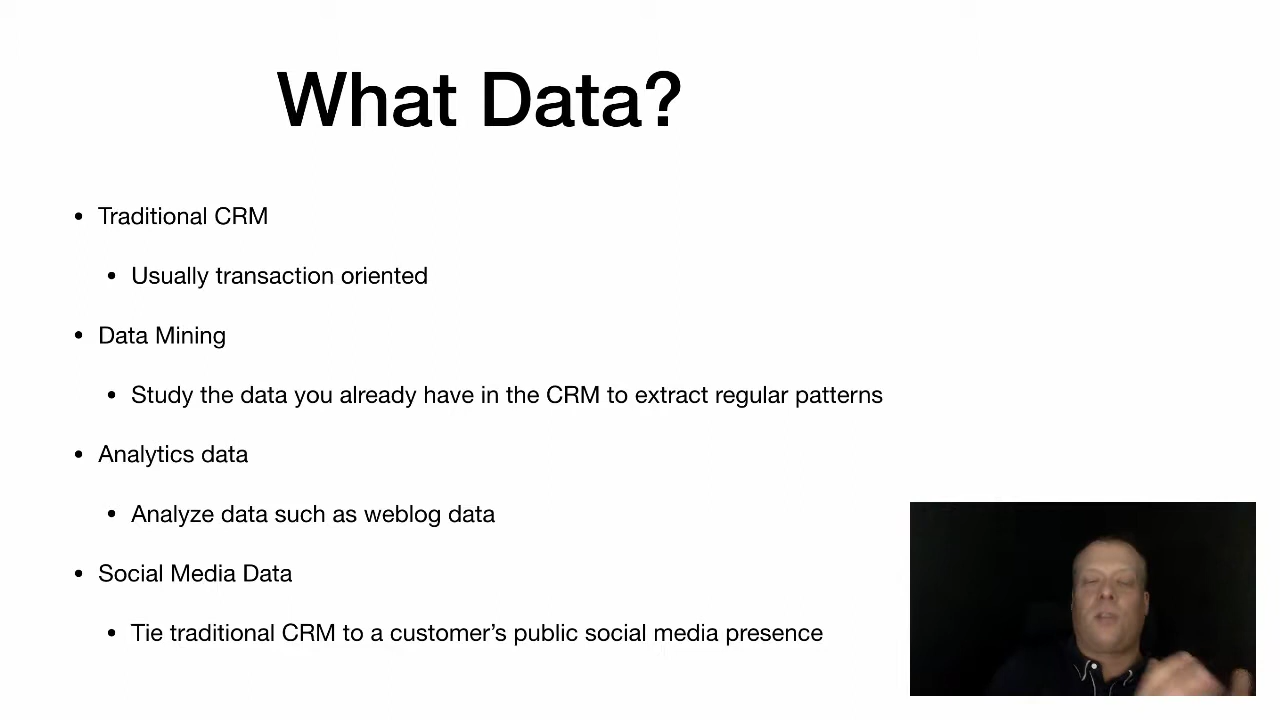 What Data?
• Traditional CRM
• Usually transaction oriented
• Data Mining
• Study the data you already have in the CRM to extract regular patterns
• Analytics data
• Analyze data such as weblog data
• Social Media Data
• Tie traditional CRM to a customer’s public social media presence